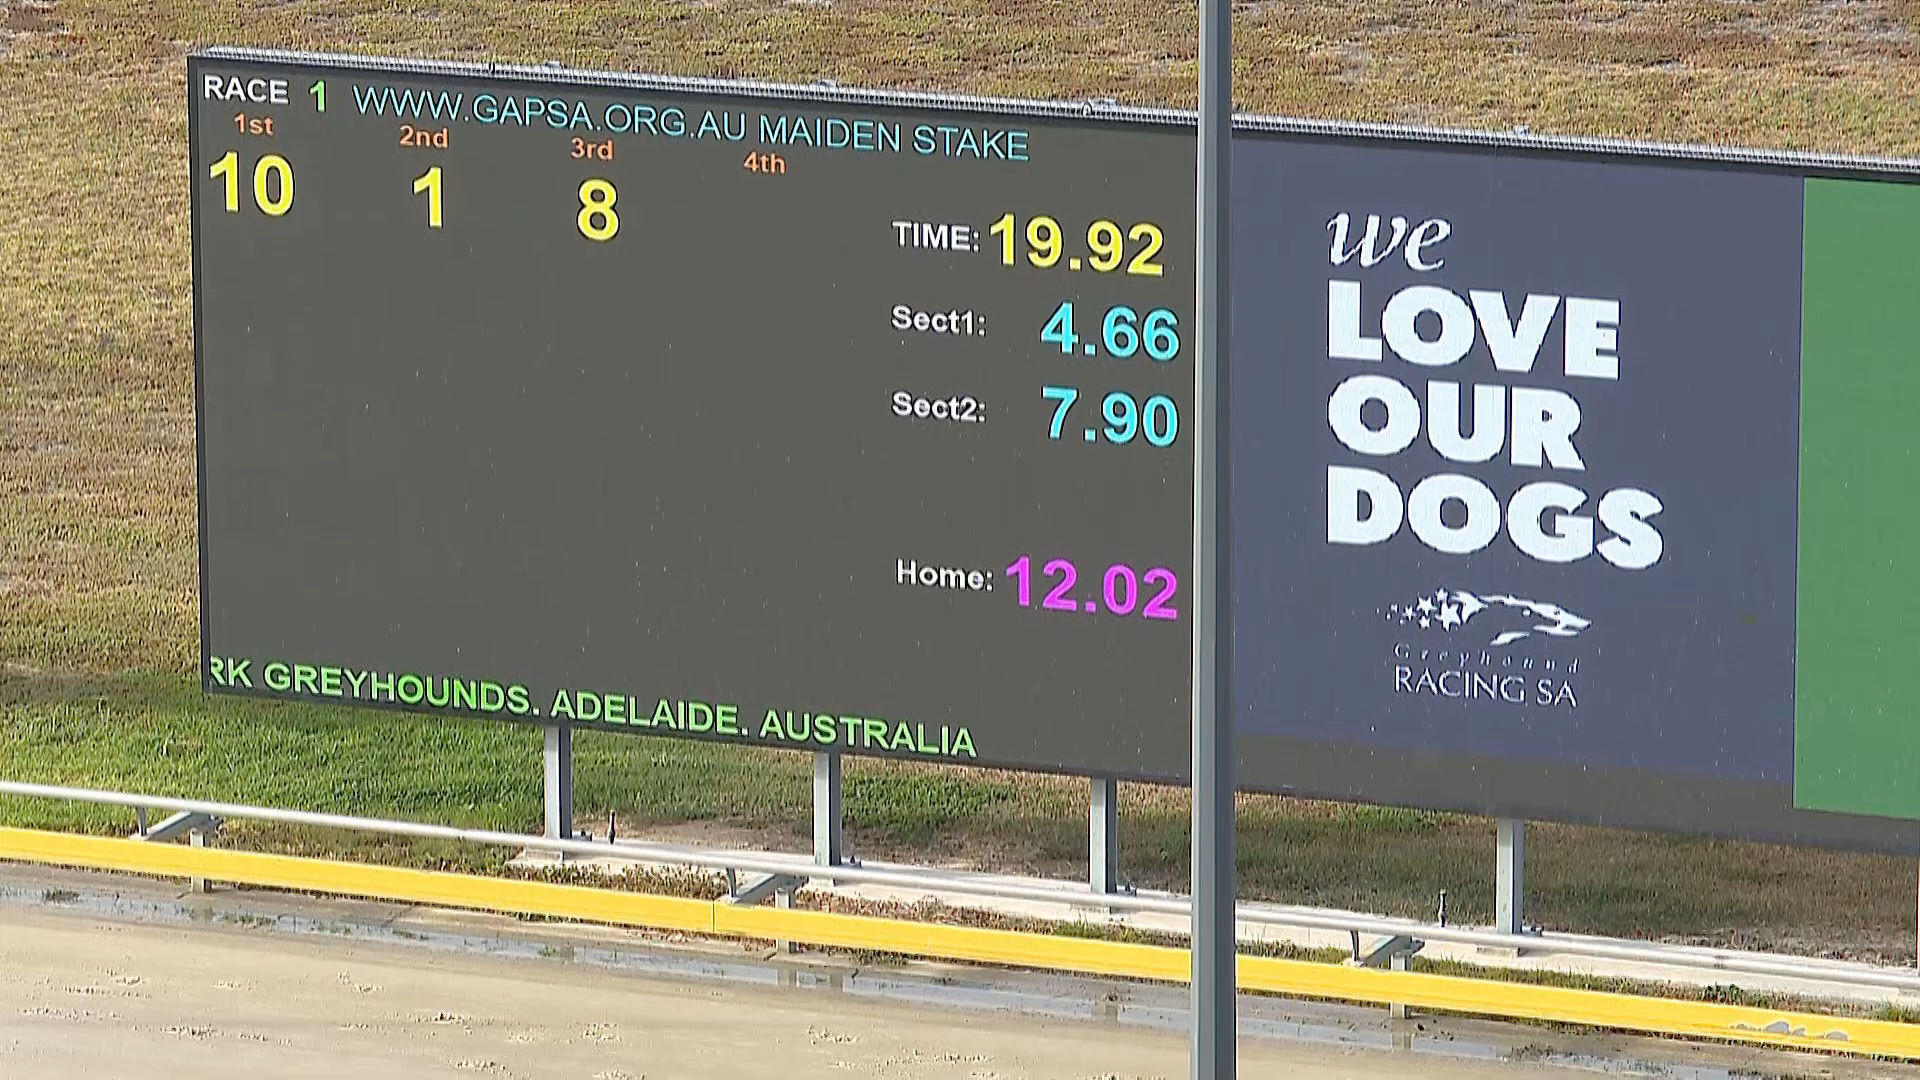 RACE 1 WWW.GAPSA.ORG.AU MAIDEN STAKE
1st 2nd 3rd 4th
10 1 8
TIME: 19.92
Sect1: 4.66
Sect2: 7.90
Home: 12.02
RK GREYHOUNDS. ADELAIDE. AUSTRALIA
we
LOVE
OUR
DOGS
Greyhound
RACING SA